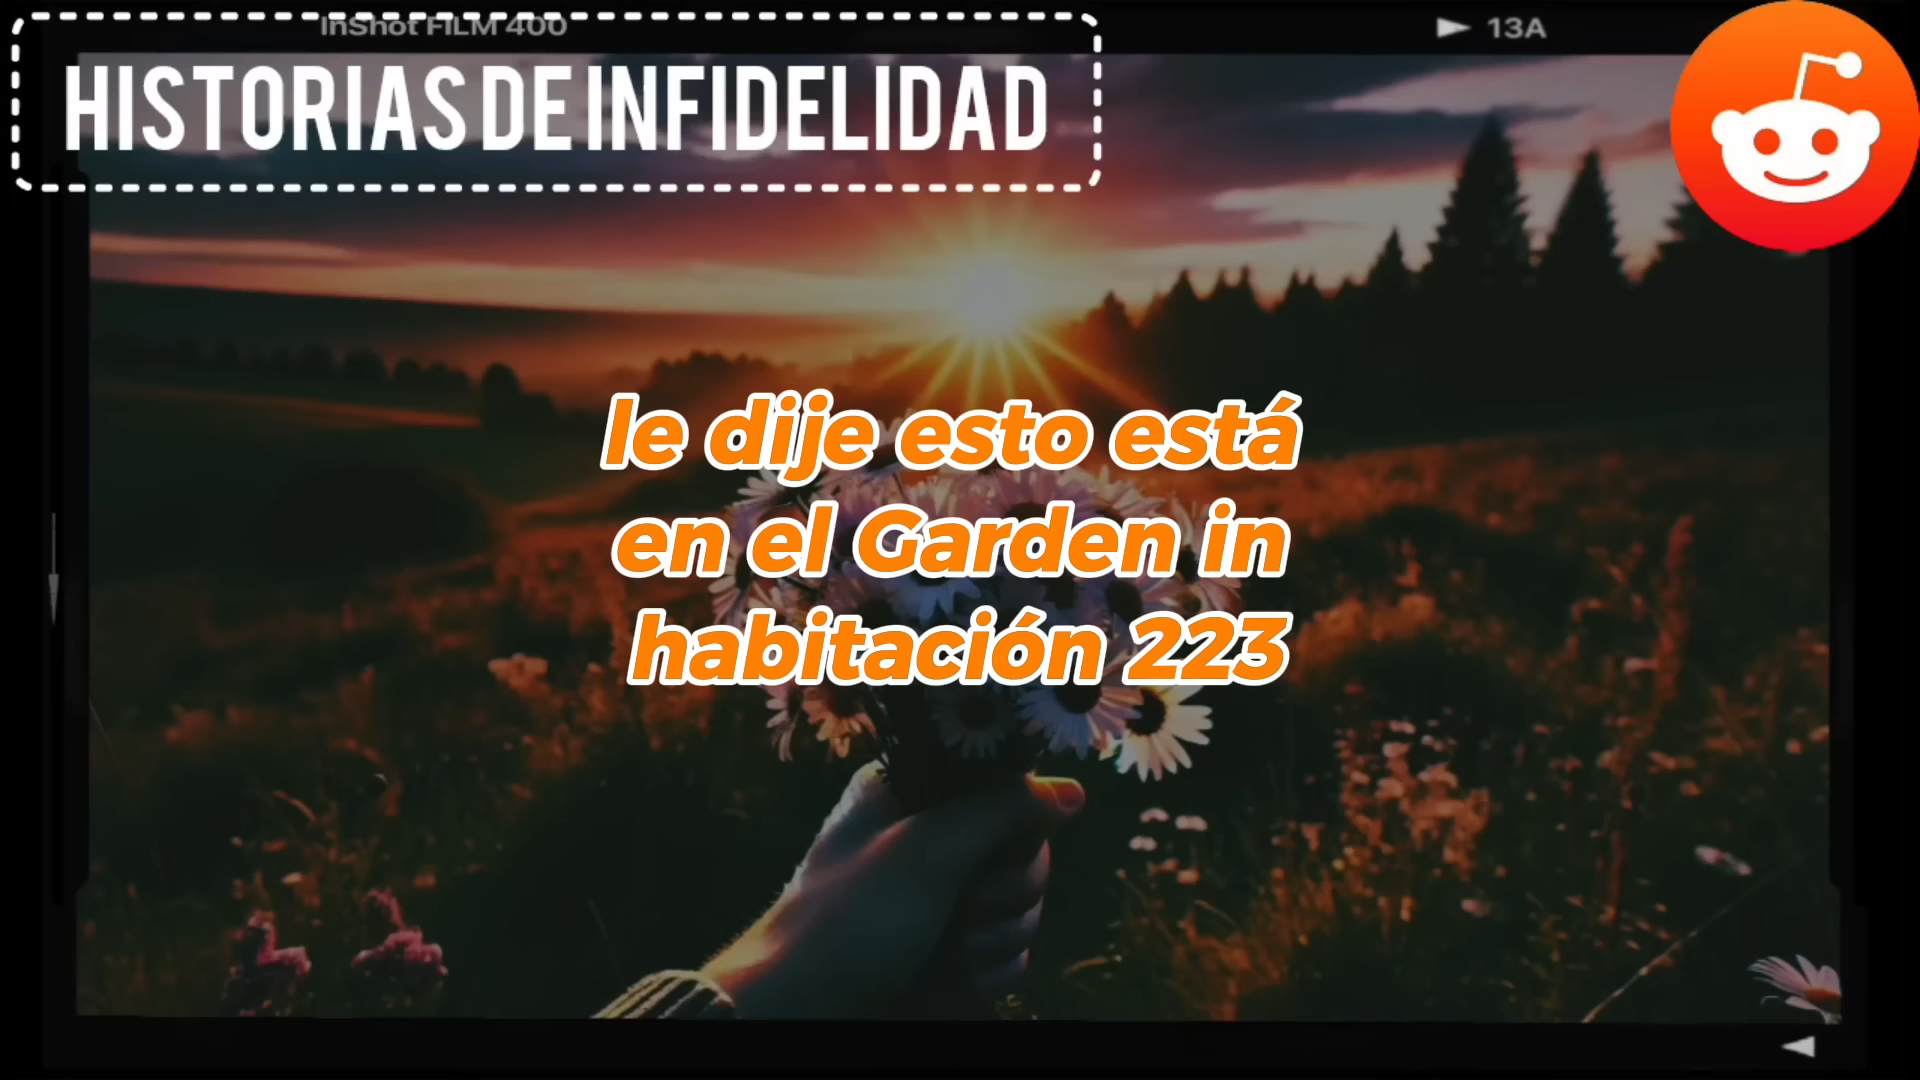 InShot FILM 400
13A
HISTORIAS DE INFIDELIDAD
le dije esto está
en el Garden in
habitación 223